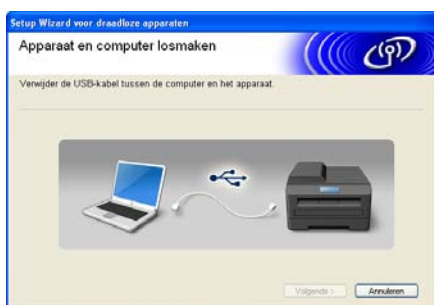 Setup Wizard voor draadloze apparaten
Apparaat en computer losmaken
Verwijder de USB-kabel tussen de computer en het apparaat.
Volgende >
Annuleren